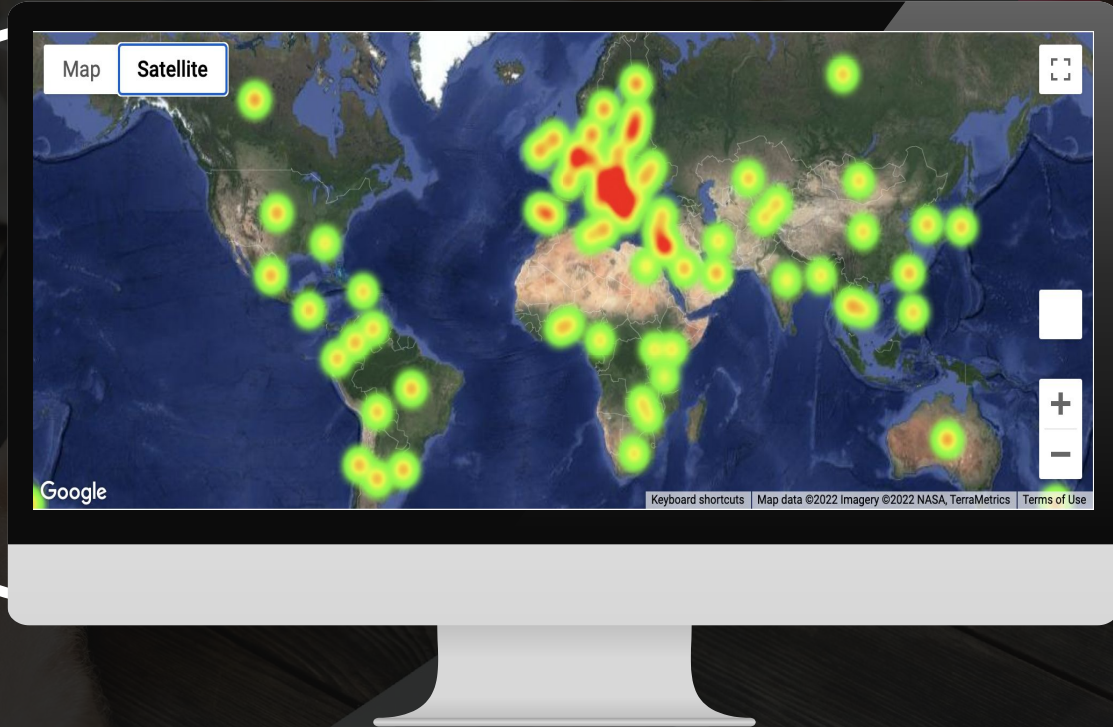 Map
Satellite
Google
Keyboard shortcuts
Map data ©2022 Imagery ©2022 NASA, TerraMetrics
Terms of Use